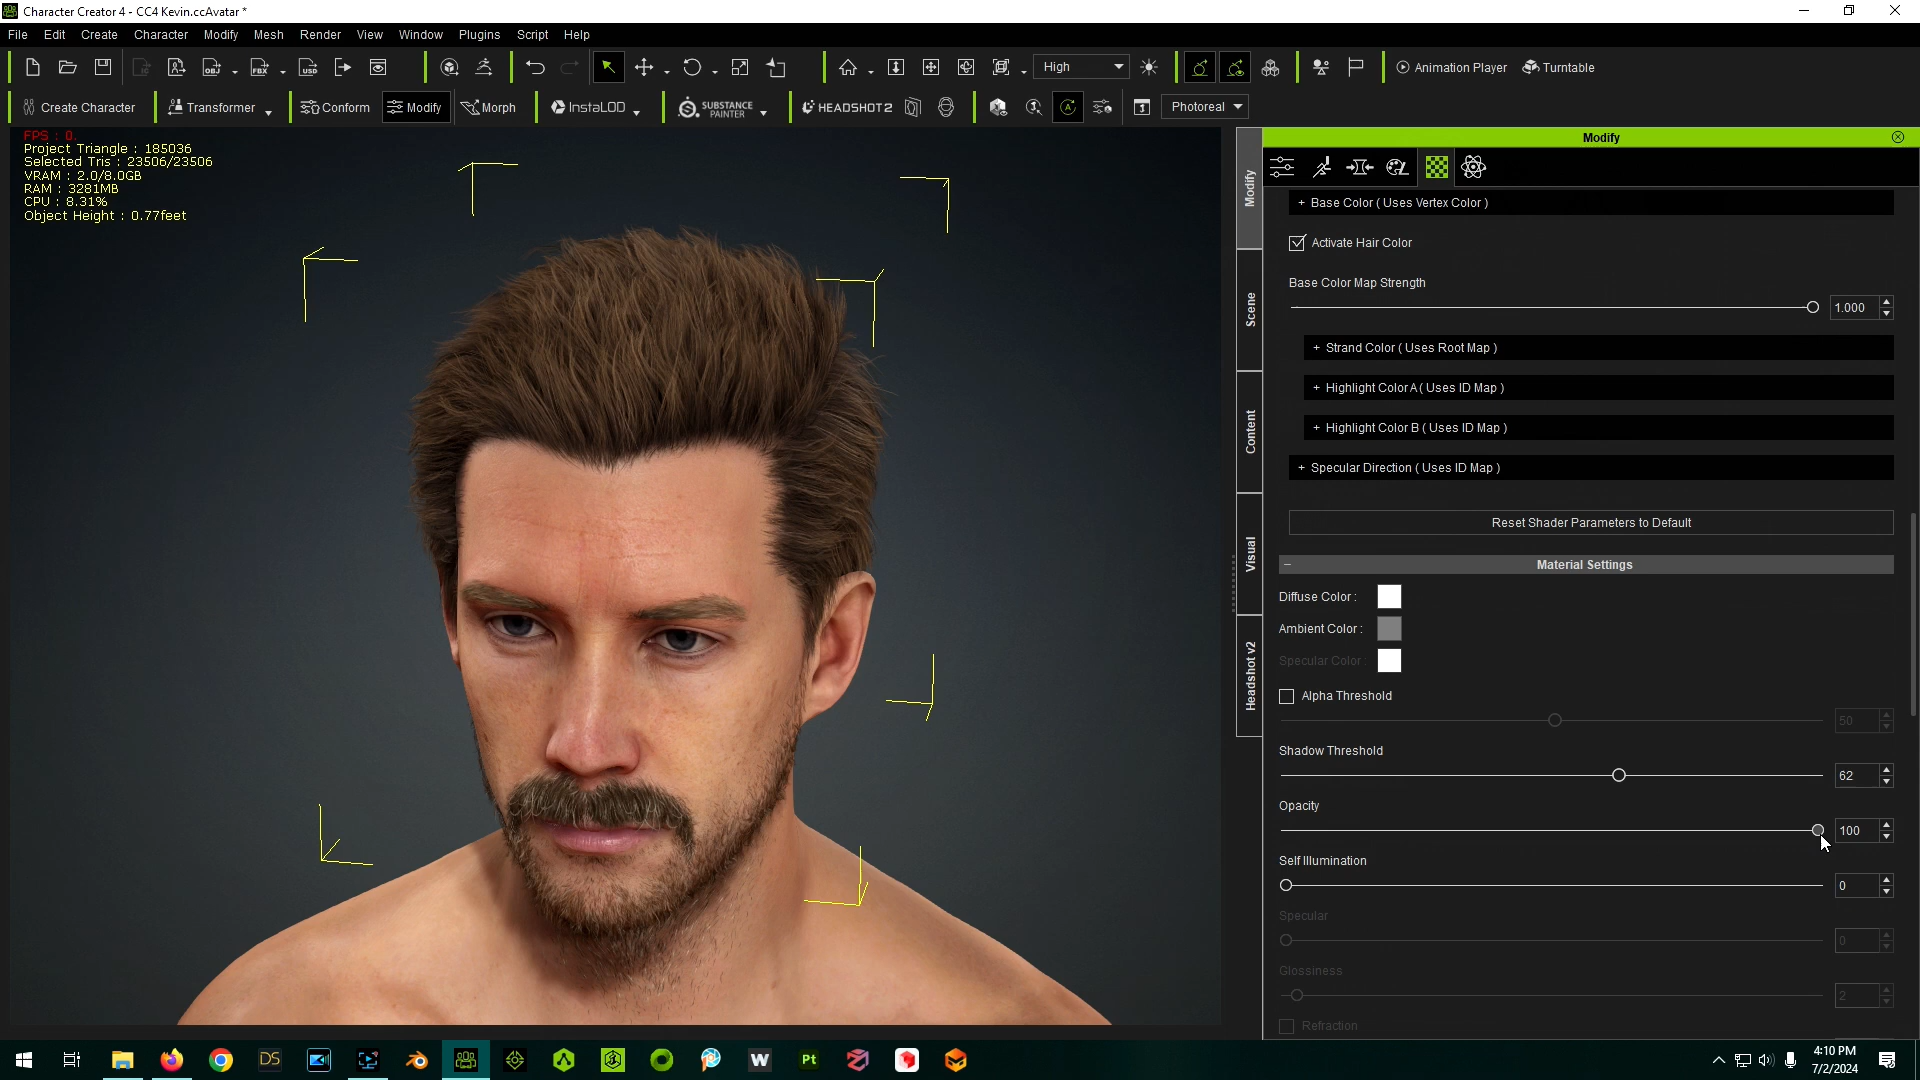 Character Creator 4 - CC4 Kevin.ccAvatar *
File Edit Create Character Modify Mesh Render View Window Plugins Script Help
High Animation Player Turntable
Create Character Transformer Conform Modify Morph InstaLOD SUBSTANCE PAINTER HEADSHOT 2 Photoreal
FPS : 0.
Project Triangle : 185036
Selected Tris : 23506/23506
VRAM : 2.0/8.0GB
RAM : 3281MB
CPU : 8.31%
Object Height : 0.77feet
Modify
Scene
Content
Visual
Headshot v2
Modify
+ Base Color ( Uses Vertex Color )
Activate Hair Color
Base Color Map Strength
1.000
+ Strand Color ( Uses Root Map )
+ Highlight Color A ( Uses ID Map )
+ Highlight Color B ( Uses ID Map )
+ Specular Direction ( Uses ID Map )
Reset Shader Parameters to Default
Material Settings
Diffuse Color :
Ambient Color :
Specular Color :
Alpha Threshold
50
Shadow Threshold
62
Opacity
100
Self Illumination
0
Specular
0
Glossiness
2
Refraction
DS W Pt
4:10 PM
7/2/2024